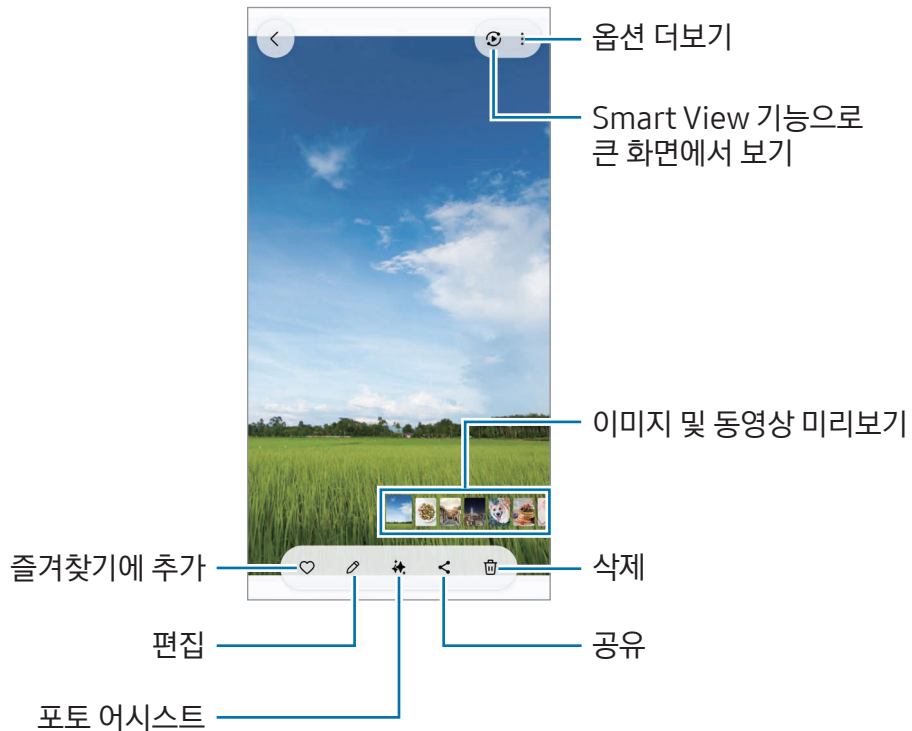 옵션 더보기
Smart View 기능으로
큰 화면에서 보기
이미지 및 동영상 미리보기
즐겨찾기에 추가
삭제
편집
공유
포토 어시스트